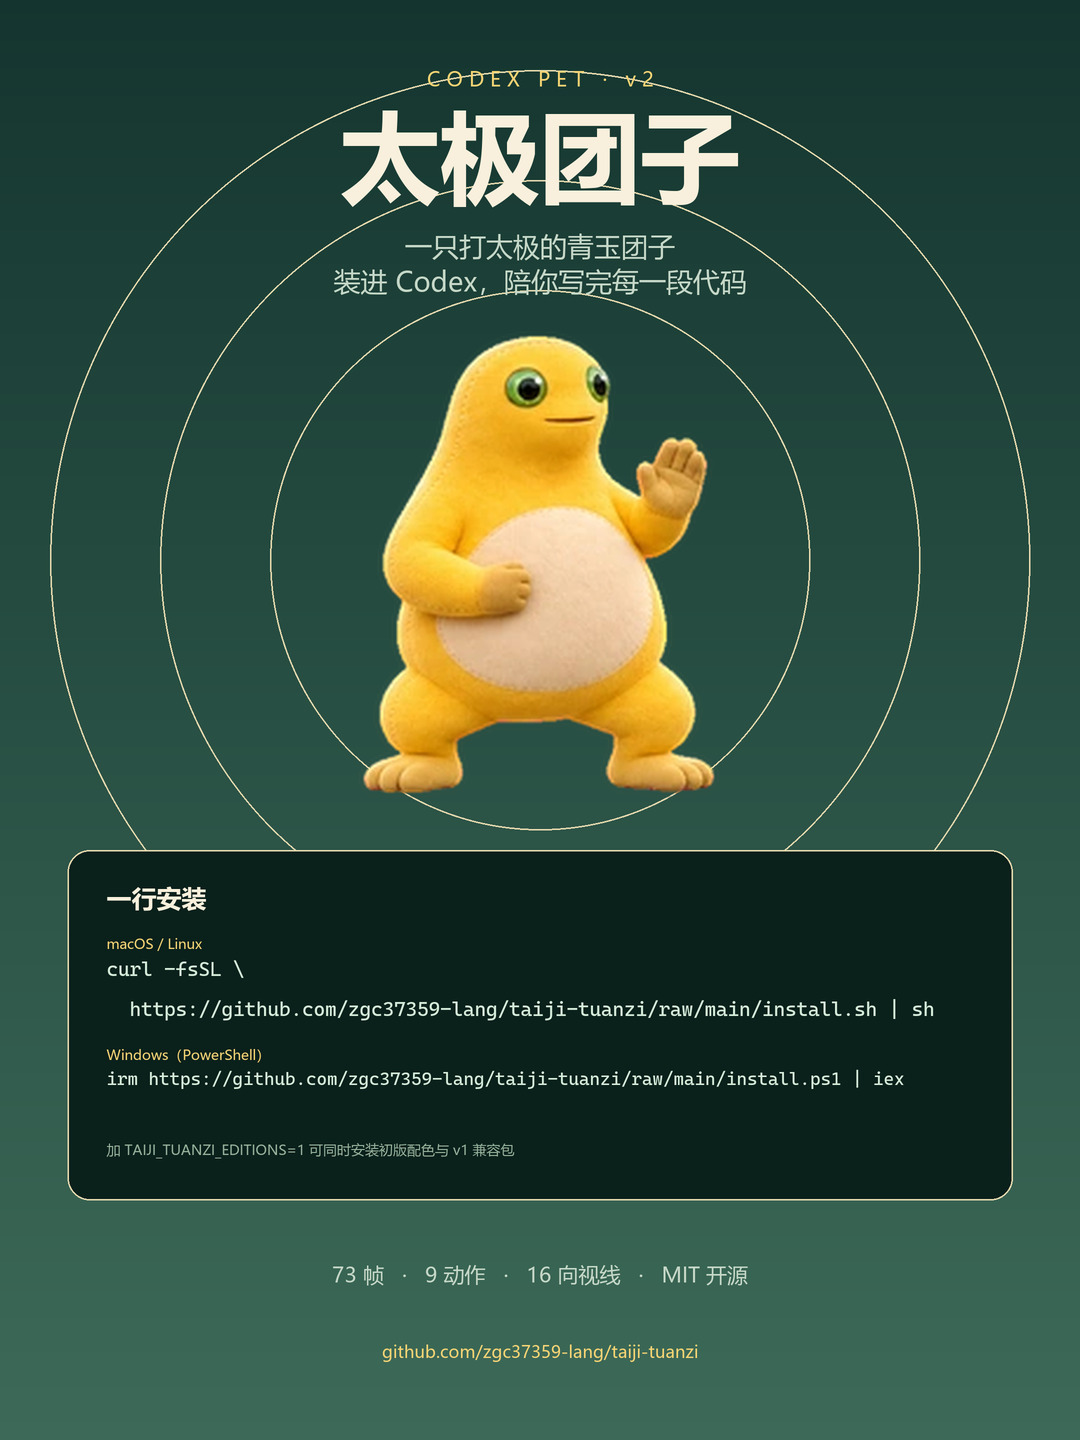 CODEX PET · v2
太极团子
一只打太极的青玉团子
装进 Codex，陪你写完每一段代码
一行安装
macOS / Linux
curl -fsSL \
https://github.com/zgc37359-lang/taiji-tuanzi/raw/main/install.sh | sh
Windows（PowerShell）
irm https://github.com/zgc37359-lang/taiji-tuanzi/raw/main/install.ps1 | iex
加 TAIJI_TUANZI_EDITIONS=1 可同时安装初版配色与 v1 兼容包
73 帧 · 9 动作 · 16 向视线 · MIT 开源
github.com/zgc37359-lang/taiji-tuanzi